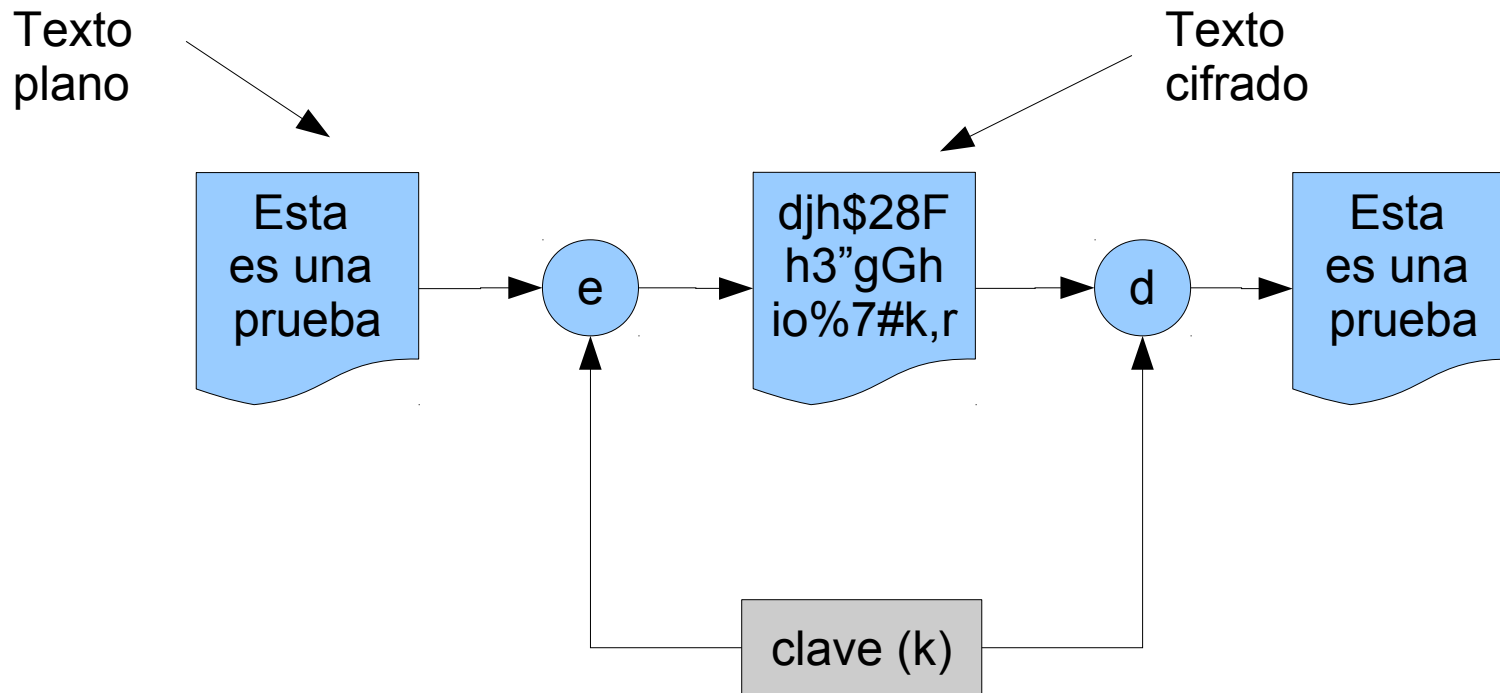 Texto
plano
Texto
cifrado
Esta
es una
prueba
e
djh$28F
h3”gGh
io%7#k,r
d
Esta
es una
prueba
clave (k)